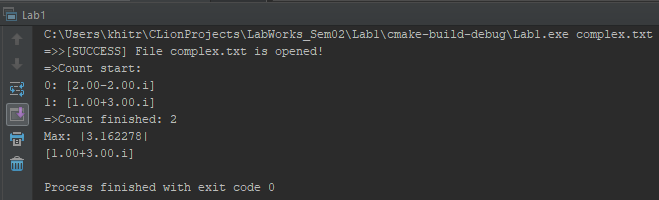 Lab1
C:\Users\khitr\CLionProjects\LabWorks_Sem02\Lab1\cmake-build-debug\Lab1.exe complex.txt
=>>[SUCCESS] File complex.txt is opened!
=>Count start:
0: [2.00-2.00.i]
1: [1.00+3.00.i]
=>Count finished: 2
Max: |3.162278|
[1.00+3.00.i]
Process finished with exit code 0